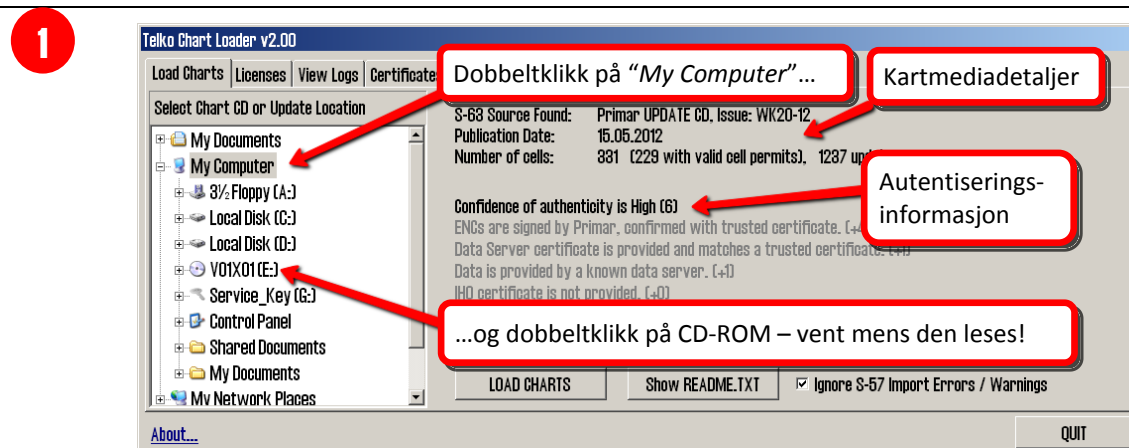 1
Telko Chart Loader v2.00
Load Charts
Licenses
View Logs
Certificate
Dobbeltklikk på “My Computer”…
Kartmediadetaljer
Select Chart CD or Update Location
My Documents
My Computer
3½ Floppy (A:)
Local Disk (C:)
Local Disk (D:)
V01X01 (E:)
Service_Key (G:)
Control Panel
Shared Documents
My Documents
My Network Places
S-63 Source Found: Primar UPDATE CD, Issue: WK20-12
Publication Date: 15.05.2012
Number of cells: 331 (229 with valid cell permits), 1237
Autentiserings-
informasjon
Confidence of authenticity is High (6)
ENCs are signed by Primar, confirmed with trusted certificate. (+4
Data Server certificate is provided and matches a trusted certificate. (+1)
Data is provided by a known data server. (+1)
IHO certificate is not provided. (+0)
…og dobbeltklikk på CD-ROM – vent mens den leses!
LOAD CHARTS
Show README.TXT
Ignore S-57 Import Errors / Warnings
About...
QUIT